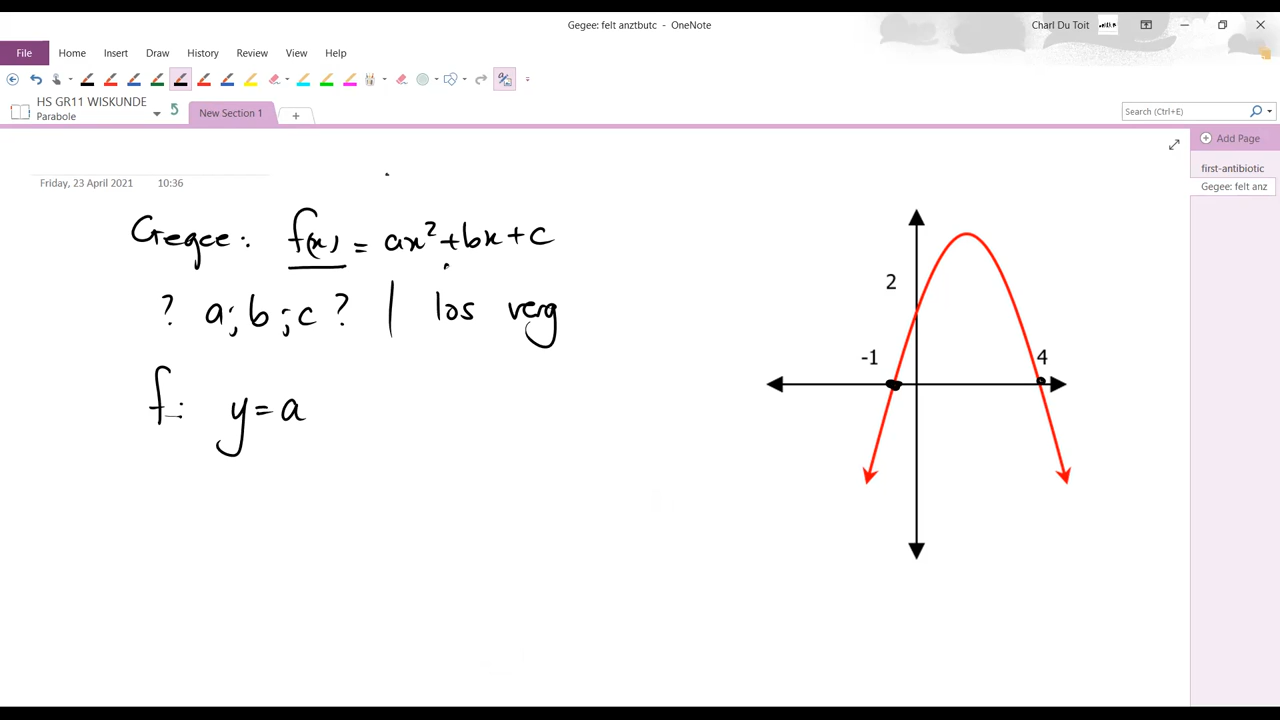 Gegee: felt anztbutc - OneNote
Charl Du Toit
File Home Insert Draw History Review View Help
HS GR11 WISKUNDE
Parabole
New Section 1
Search (Ctrl+E)
Add Page
first-antibiotic
Gegee: felt anz
Friday, 23 April 2021 10:36
Gegee: f(x) = ax²+bx+c
? a;b;c? | los verg
f: y=a
2
-1
4